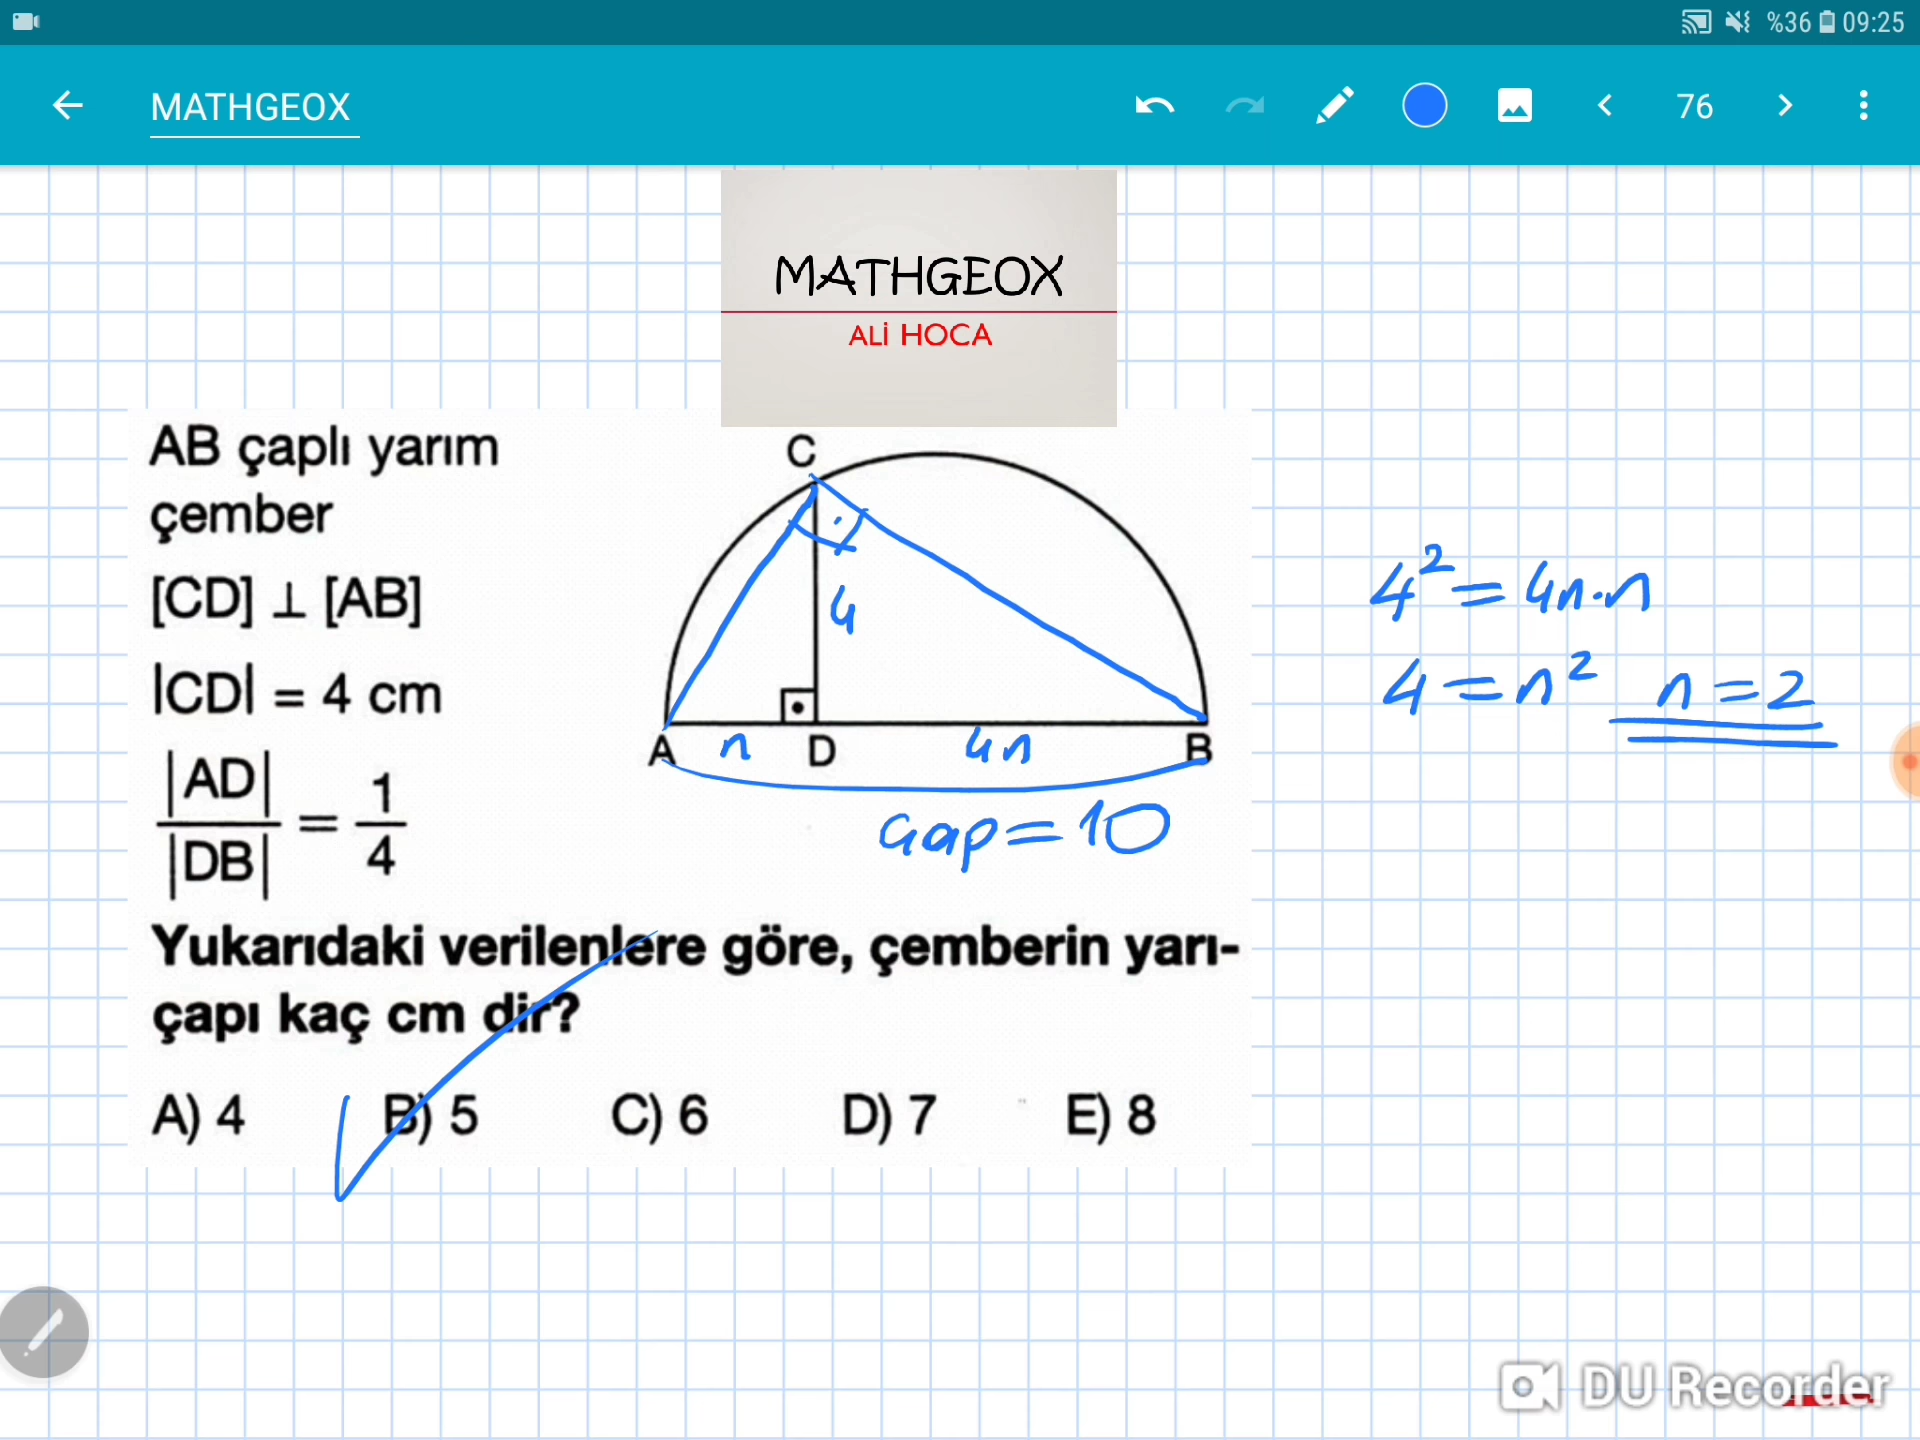 %36 09:25
MATHGEOX
76
MATHGEOX
ALİ HOCA
AB çaplı yarım
çember
[CD] ⊥ [AB]
|CD| = 4 cm
|AD|/|DB| = 1/4
C
4
A n D 4n B
çap=10
4²=4n.n
4=n² n=2
Yukarıdaki verilenlere göre, çemberin yarı-
çapı kaç cm dir?
A) 4 B) 5 C) 6 D) 7 E) 8
DU Recorder